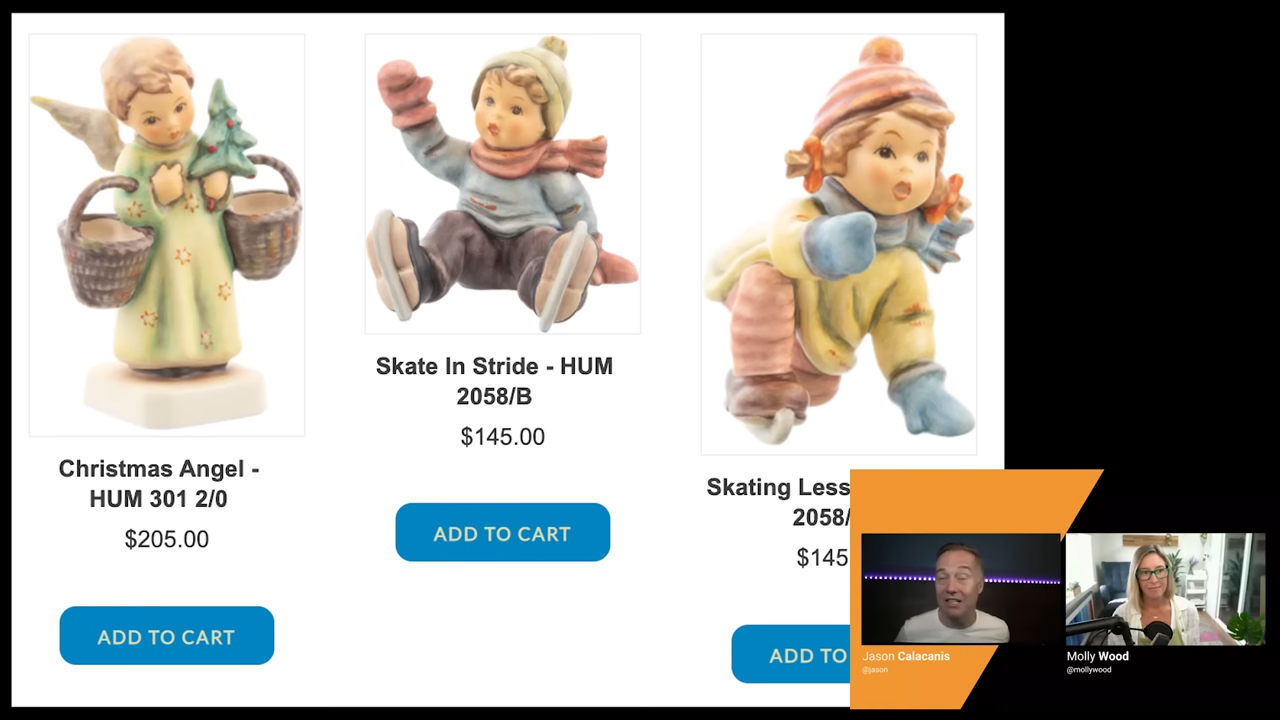 Christmas Angel -
HUM 301 2/0
$205.00
ADD TO CART
Skate In Stride - HUM
2058/B
$145.00
ADD TO CART
Skating Less
2058/
$145
ADD TO
Jason Calacanis
@jason
Molly Wood
@mollywood